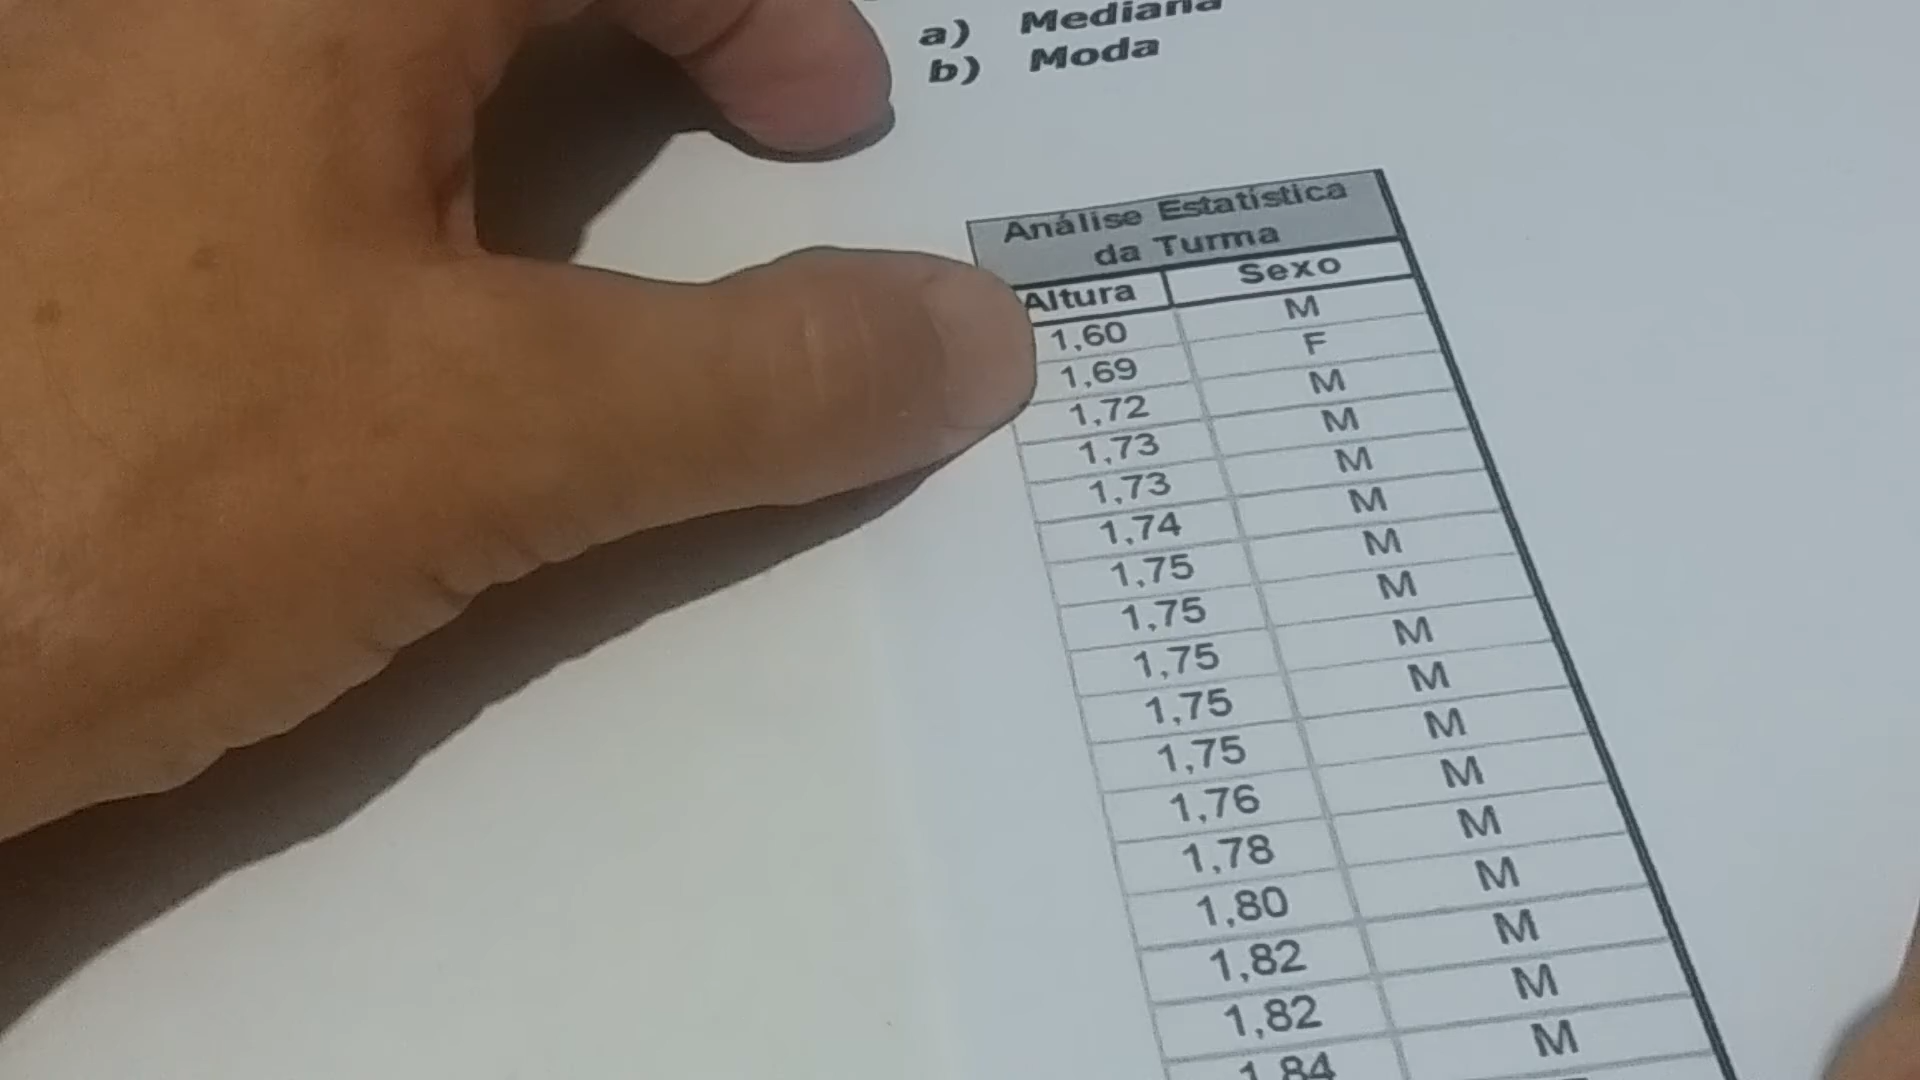 a) Mediana
b) Moda
Análise Estatística
da Turma
Altura Sexo
1,60 M
1,69 F
1,72 M
1,73 M
1,73 M
1,74 M
1,75 M
1,75 M
1,75 M
1,75 M
1,75 M
1,76 M
1,78 M
1,80 M
1,82 M
1,82 M
1,84 M